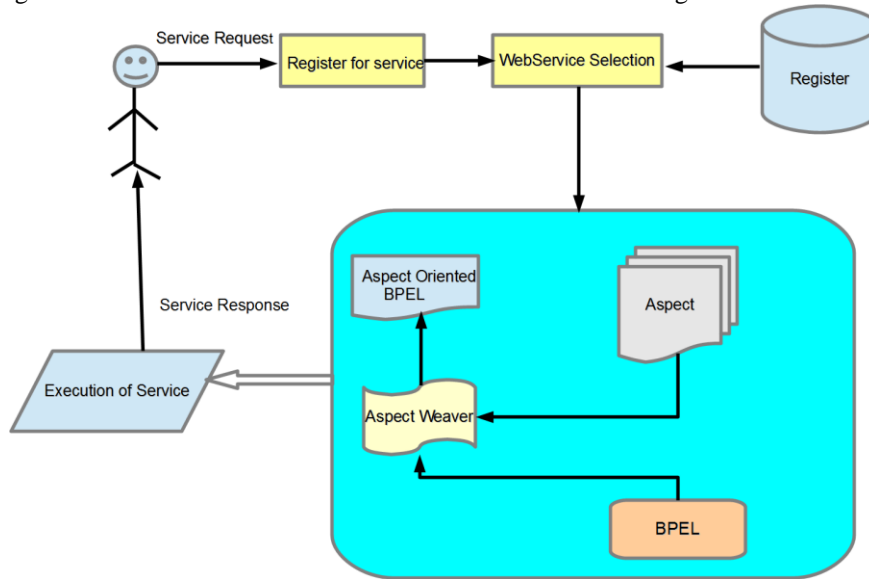 Service Request
Register for service
WebService Selection
Register
Aspect Oriented
BPEL
Aspect
Service Response
Execution of Service
Aspect Weaver
BPEL